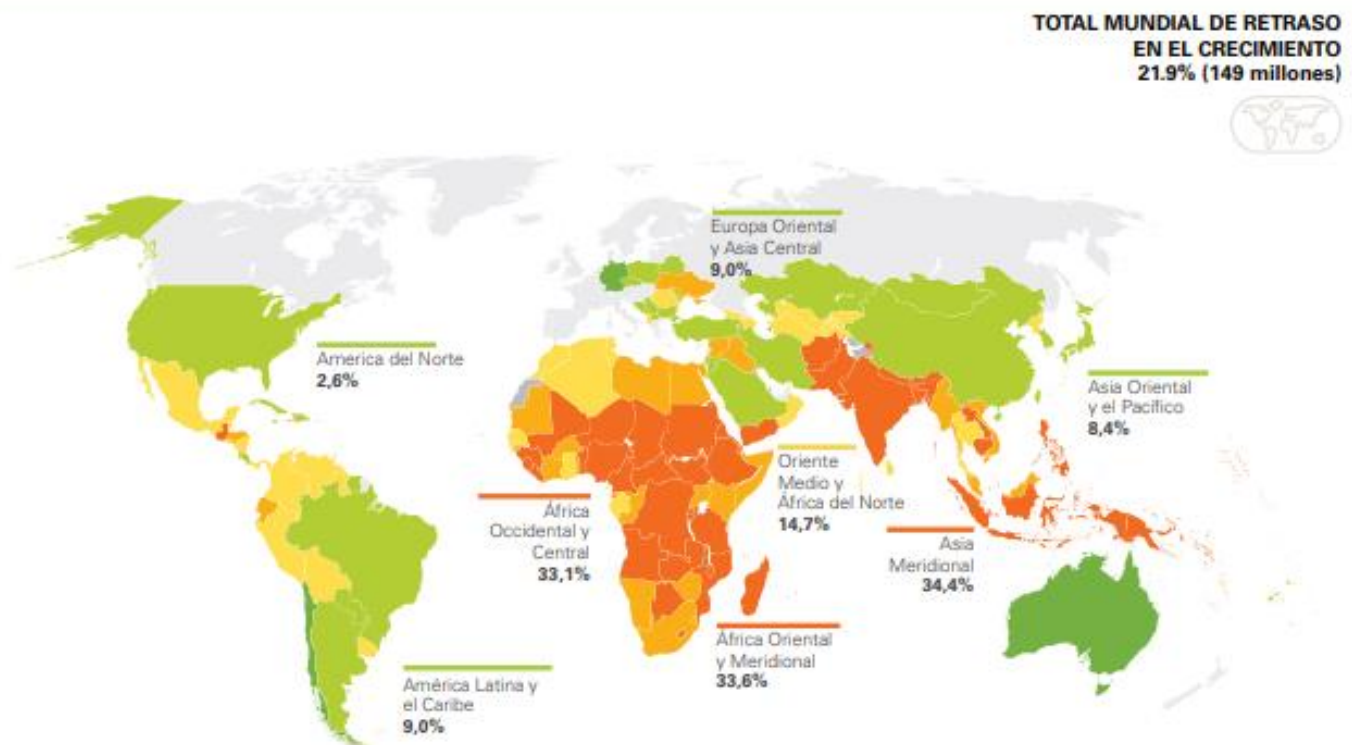 TOTAL MUNDIAL DE RETRASO
EN EL CRECIMIENTO
21.9% (149 millones)
Europa Oriental
y Asia Central
9,0%
America del Norte
2,6%
Asia Oriental
y el Pacífico
8,4%
Oriente
Medio y
África del Norte
14,7%
África
Occidental y
Central
33,1%
Asia
Meridional
34,4%
África Oriental
y Meridional
33,6%
América Latina y
el Caribe
9,0%